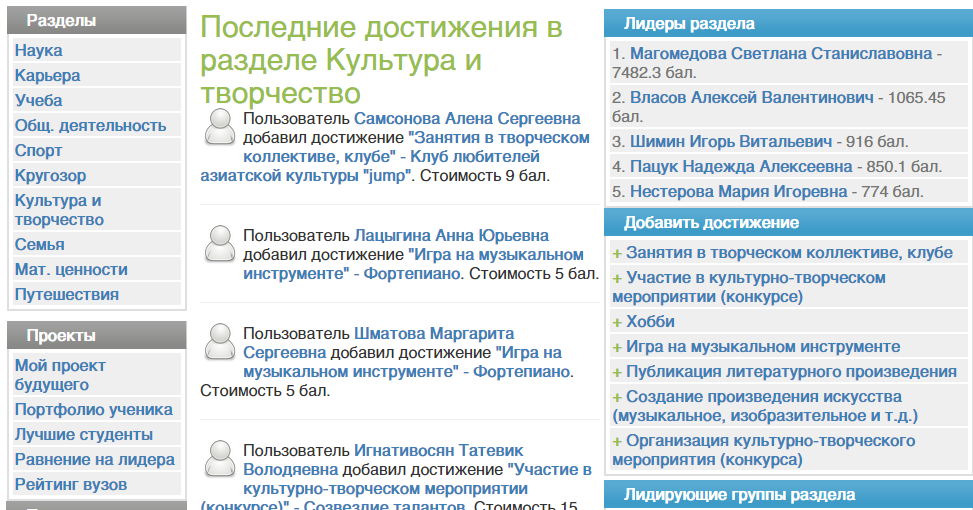 Разделы
Наука
Карьера
Учеба
Общ. деятельность
Спорт
Кругозор
Культура и
творчество
Семья
Мат. ценности
Путешествия
Проекты
Мой проект
будущего
Портфолио ученика
Лучшие студенты
Равнение на лидера
Рейтинг вузов
Последние достижения в
разделе Культура и
творчество
Пользователь Самсонова Алена Сергеевна
добавил достижение "Занятия в творческом
коллективе, клубе" - Клуб любителей
азиатской культуры "jump". Стоимость 9 бал.
Пользователь Лацыгина Анна Юрьевна
добавил достижение "Игра на музыкальном
инструменте" - Фортепиано. Стоимость 5 бал.
Пользователь Шматова Маргарита
Сергеевна добавил достижение "Игра на
музыкальном инструменте" - Фортепиано.
Стоимость 5 бал.
Пользователь Игнативосян Татевик
Володяевна добавил достижение "Участие в
культурно-творческом мероприятии
(конкурсе)" - Созвездие талантов. Стоимость 15
Лидеры раздела
1. Магомедова Светлана Станиславовна -
7482.3 бал.
2. Власов Алексей Валентинович - 1065.45
бал.
3. Шимин Игорь Витальевич - 916 бал.
4. Пацук Надежда Алексеевна - 850.1 бал.
5. Нестерова Мария Игоревна - 774 бал.
Добавить достижение
+ Занятия в творческом коллективе, клубе
+ Участие в культурно-творческом
мероприятии (конкурсе)
+ Хобби
+ Игра на музыкальном инструменте
+ Публикация литературного произведения
+ Создание произведения искусства
(музыкальное, изобразительное и т.д.)
+ Организация культурно-творческого
мероприятия (конкурса)
Лидирующие группы раздела